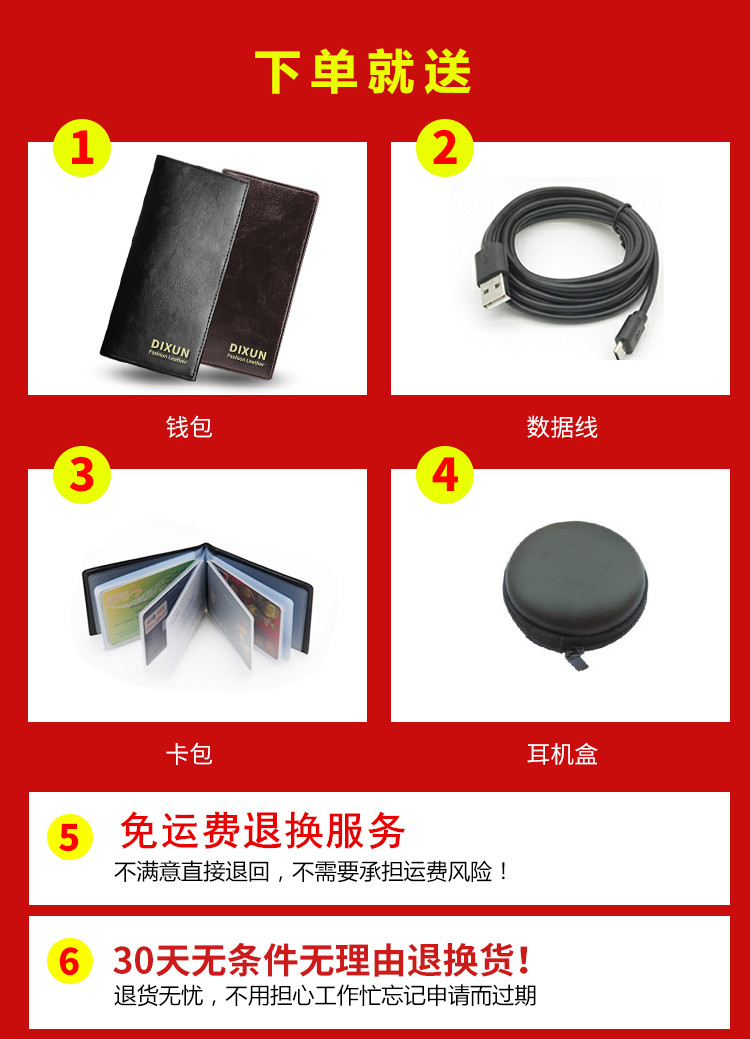 下单就送
1
2
DIXUN
Fashion Leather
DIXUN
Fashion Leather
钱包
数据线
3
4
卡包
耳机盒
5
免运费退换服务
不满意直接退回，不需要承担运费风险！
6
30天无条件无理由退换货！
退货无忧，不用担心工作忙忘记申请而过期